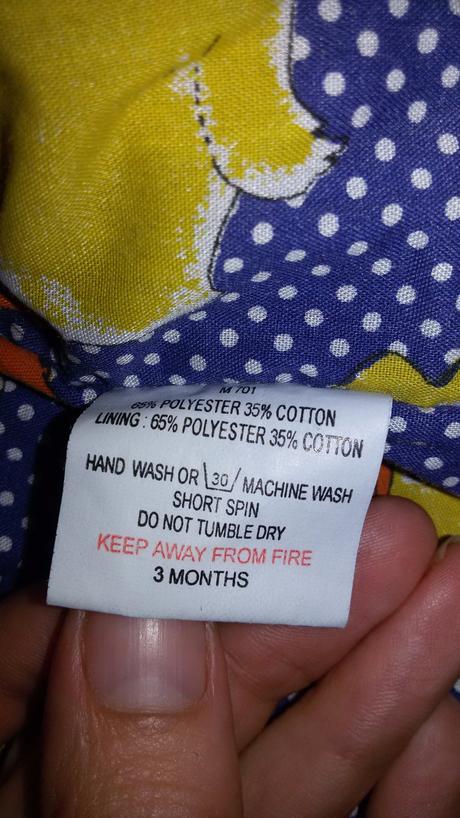 M 701
65% POLYESTER 35% COTTON
LINING : 65% POLYESTER 35% COTTON
HAND WASH OR 30 MACHINE WASH
SHORT SPIN
DO NOT TUMBLE DRY
KEEP AWAY FROM FIRE
3 MONTHS